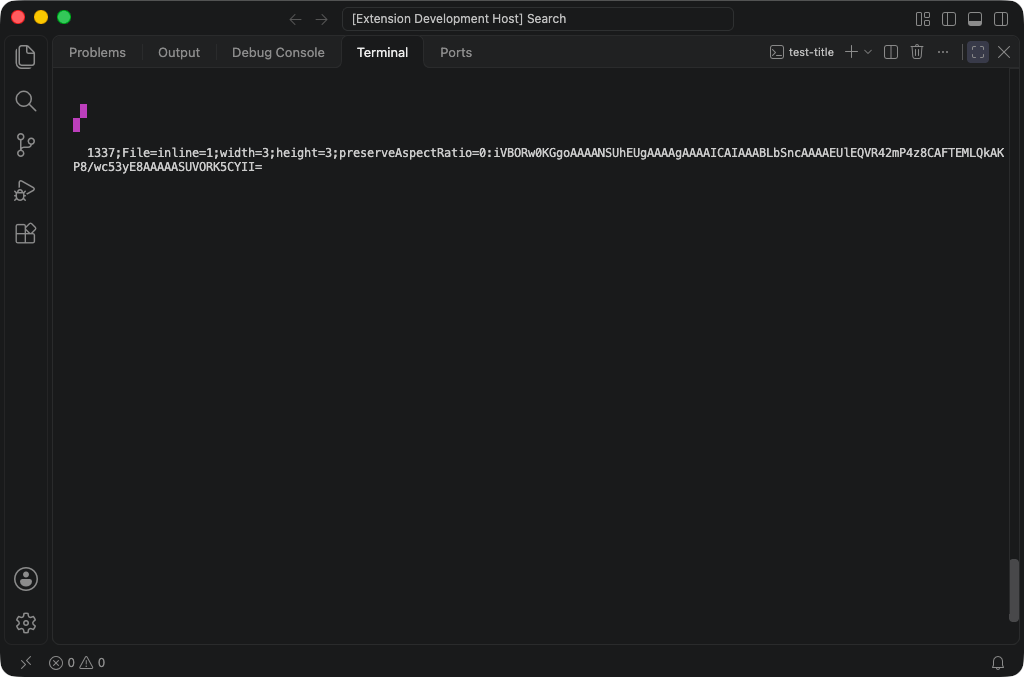 [Extension Development Host] Search
Problems Output Debug Console Terminal Ports test-title
1337;File=inline=1;width=3;height=3;preserveAspectRatio=0:iVBORw0KGgoAAAANSUhEUgAAAAgAAAAICAIAAABLbSncAAAAEUlEQVR42mP4z8CAFTEMLQkAK
P8/wc53yE8AAAAASUVORK5CYII=
0 0